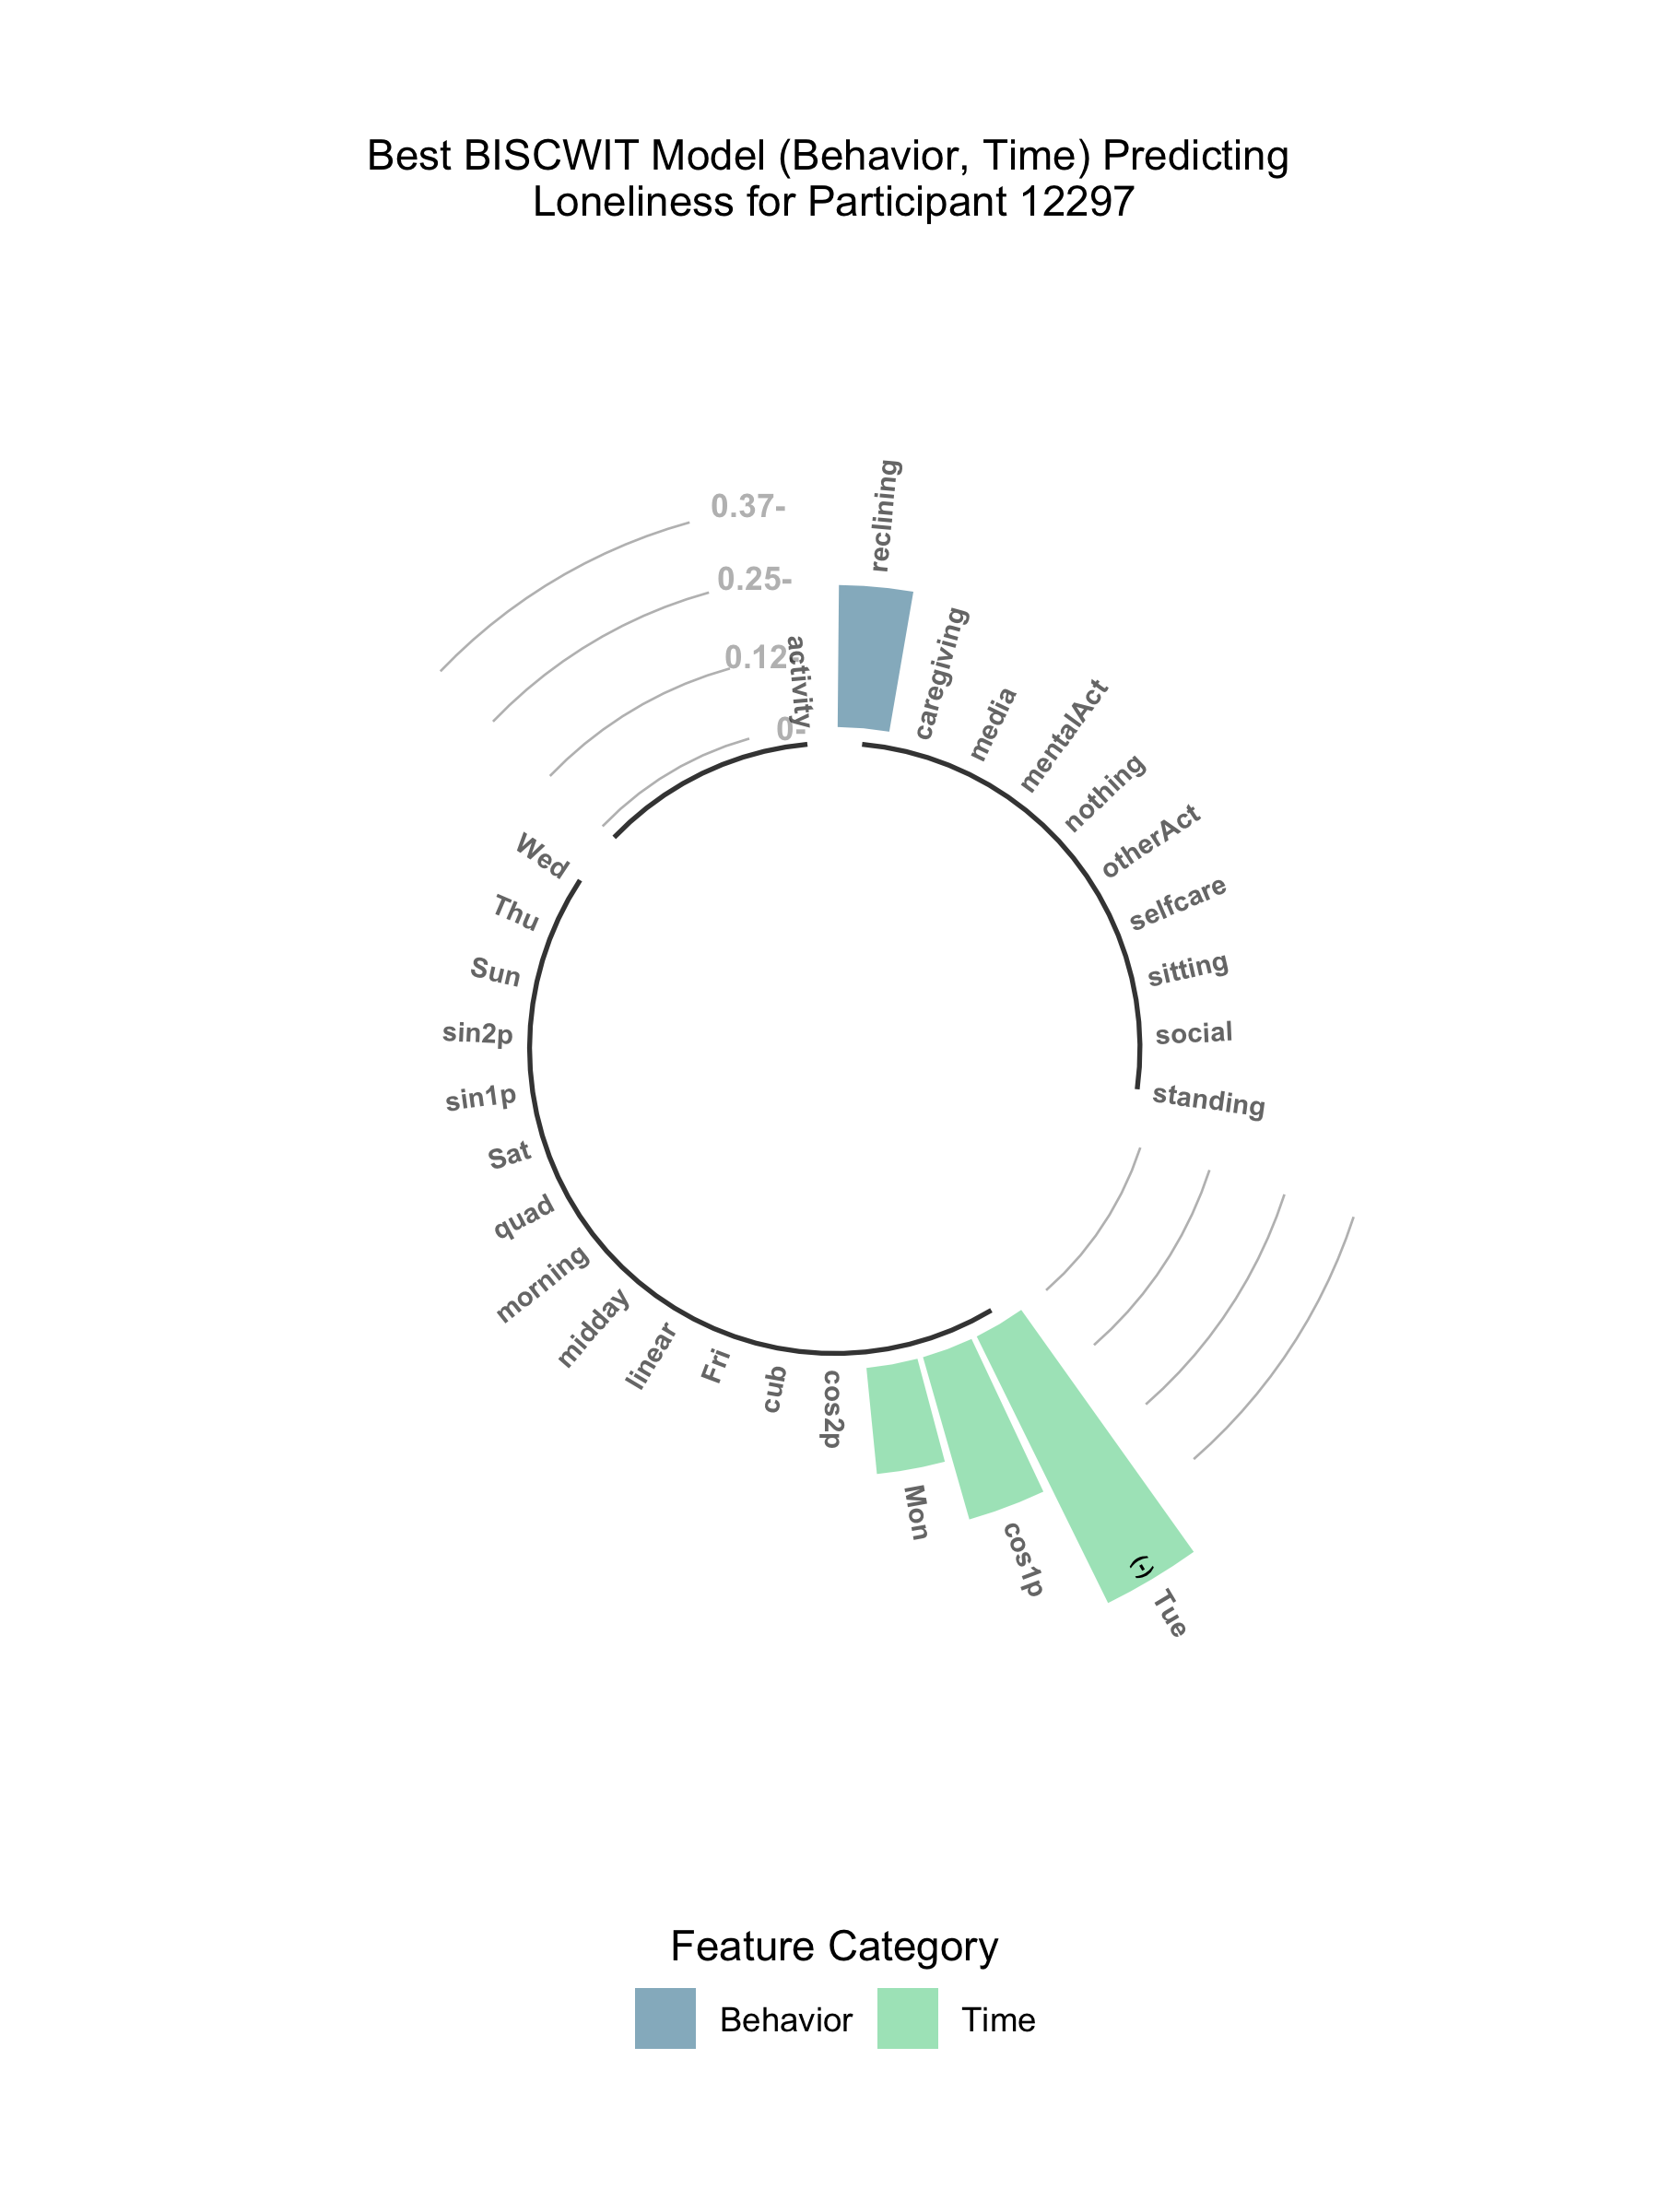 Best BISCWIT Model (Behavior, Time) Predicting
Loneliness for Participant 12297
0.37-
0.25-
0.12-
0-
activity
reclining
caregiving
media
mentalAct
nothing
otherAct
selfcare
sitting
social
standing
(-)
Tue
cos1p
Mon
cos2p
cub
Fri
linear
midday
morning
quad
Sat
sin1p
sin2p
Sun
Thu
Wed
Feature Category
Behavior
Time